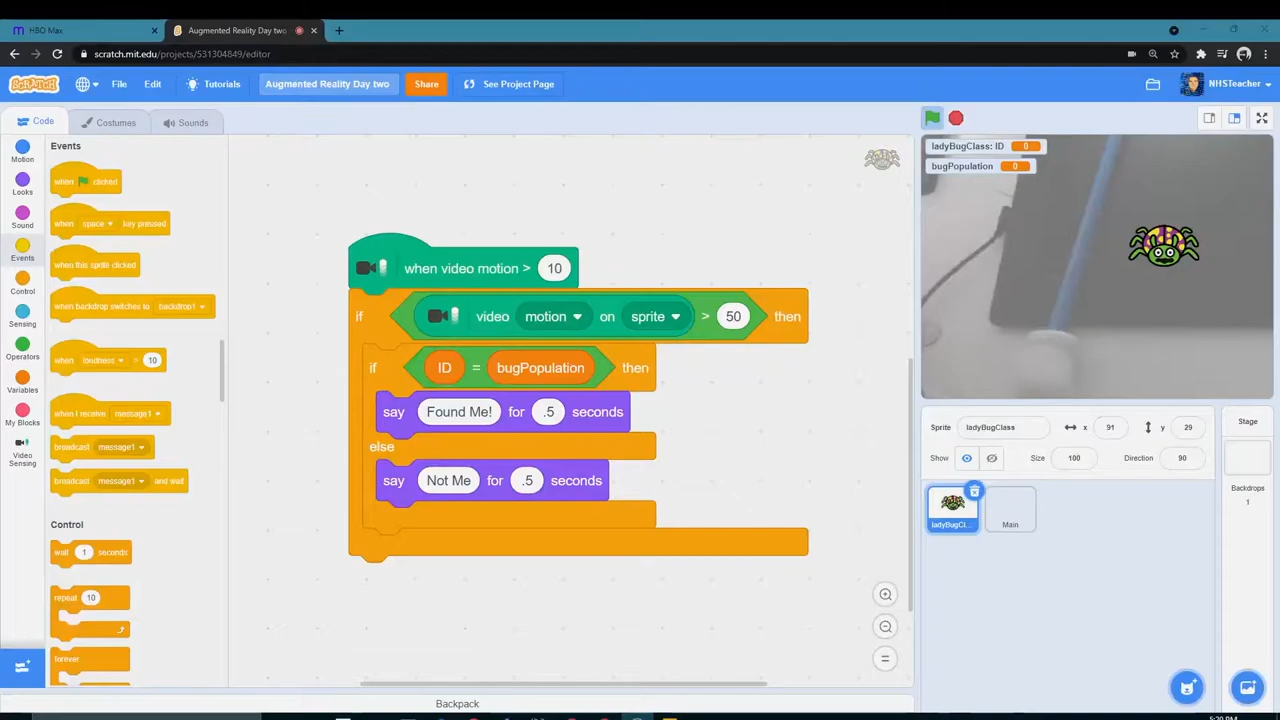 HBO Max
Augmented Reality Day two
scratch.mit.edu/projects/531304849/editor
SCRATCH
File
Edit
Tutorials
Augmented Reality Day two
Share
See Project Page
NHSTeacher
Code
Costumes
Sounds
Motion
Looks
Sound
Events
Control
Sensing
Operators
Variables
My Blocks
Video
Sensing
Events
when clicked
when space key pressed
when this sprite clicked
when backdrop switches to backdrop1
when loudness > 10
when I receive message1
broadcast message1
broadcast message1 and wait
Control
wait 1 seconds
repeat 10
forever
when video motion > 10
if video motion on sprite > 50 then
if ID = bugPopulation then
say Found Me! for .5 seconds
else
say Not Me for .5 seconds
Backpack
ladyBugClass: ID 0
bugPopulation 0
Sprite ladyBugClass x 91 y 29
Show Size 100 Direction 90
ladyBugCl...
Main
Stage
Backdrops
1
5:20 PM